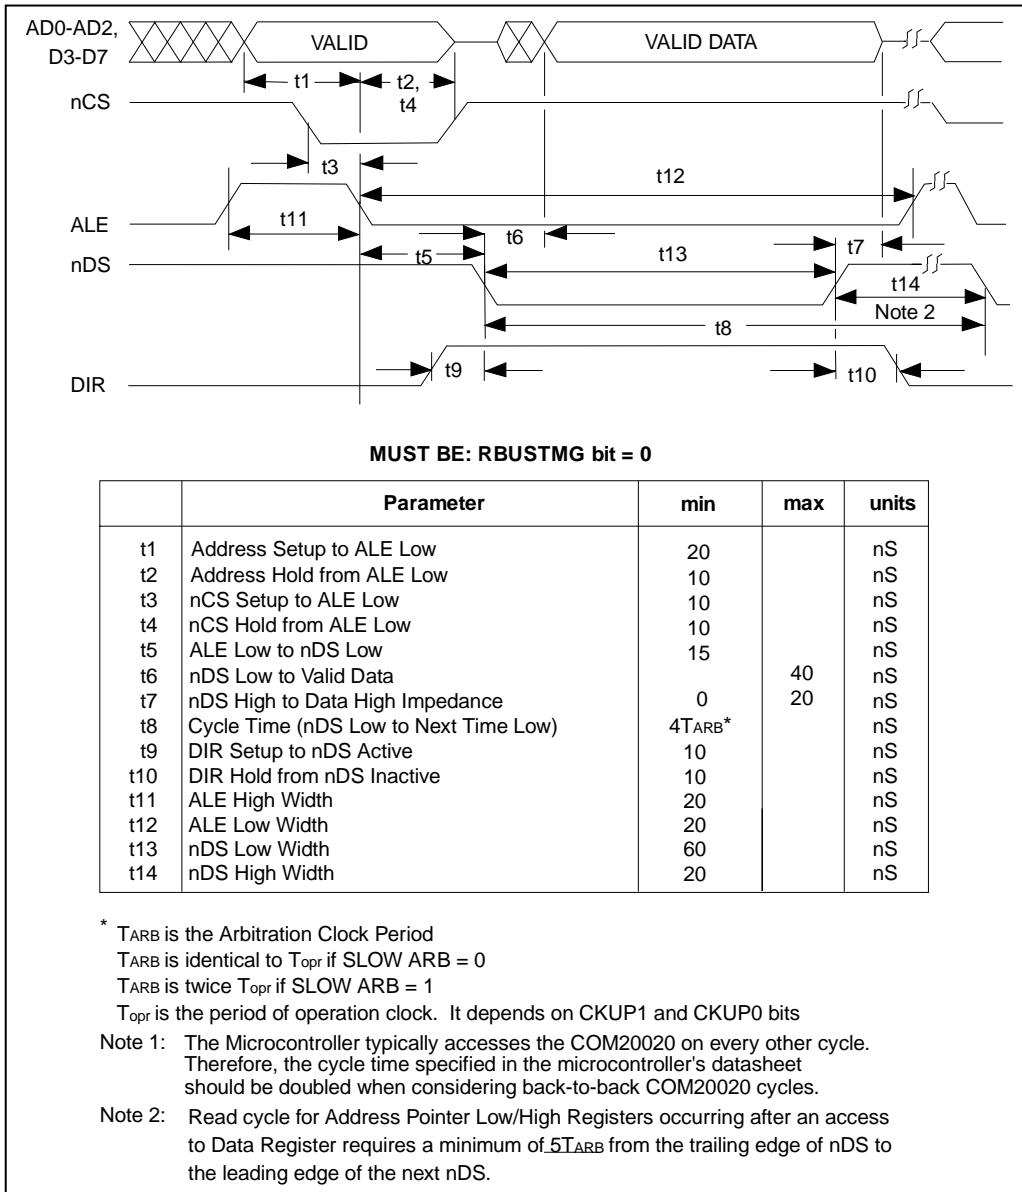 AD0-AD2,
D3-D7
VALID
VALID DATA
t1
t2,
t4
nCS
t3
t12
ALE
t11
t6
t7
nDS
t5
t13
t14
Note 2
t8
DIR
t9
t10
MUST BE: RBUSTMG bit = 0
Parameter min max units
t1 Address Setup to ALE Low 20 nS
t2 Address Hold from ALE Low 10 nS
t3 nCS Setup to ALE Low 10 nS
t4 nCS Hold from ALE Low 10 nS
t5 ALE Low to nDS Low 15 nS
t6 nDS Low to Valid Data 40 nS
t7 nDS High to Data High Impedance 0 20 nS
t8 Cycle Time (nDS Low to Next Time Low) 4TARB* nS
t9 DIR Setup to nDS Active 10 nS
t10 DIR Hold from nDS Inactive 10 nS
t11 ALE High Width 20 nS
t12 ALE Low Width 20 nS
t13 nDS Low Width 60 nS
t14 nDS High Width 20 nS
* TARB is the Arbitration Clock Period
TARB is identical to Topr if SLOW ARB = 0
TARB is twice Topr if SLOW ARB = 1
Topr is the period of operation clock. It depends on CKUP1 and CKUP0 bits
Note 1: The Microcontroller typically accesses the COM20020 on every other cycle.
Therefore, the cycle time specified in the microcontroller's datasheet
should be doubled when considering back-to-back COM20020 cycles.
Note 2: Read cycle for Address Pointer Low/High Registers occurring after an access
to Data Register requires a minimum of 5TARB from the trailing edge of nDS to
the leading edge of the next nDS.